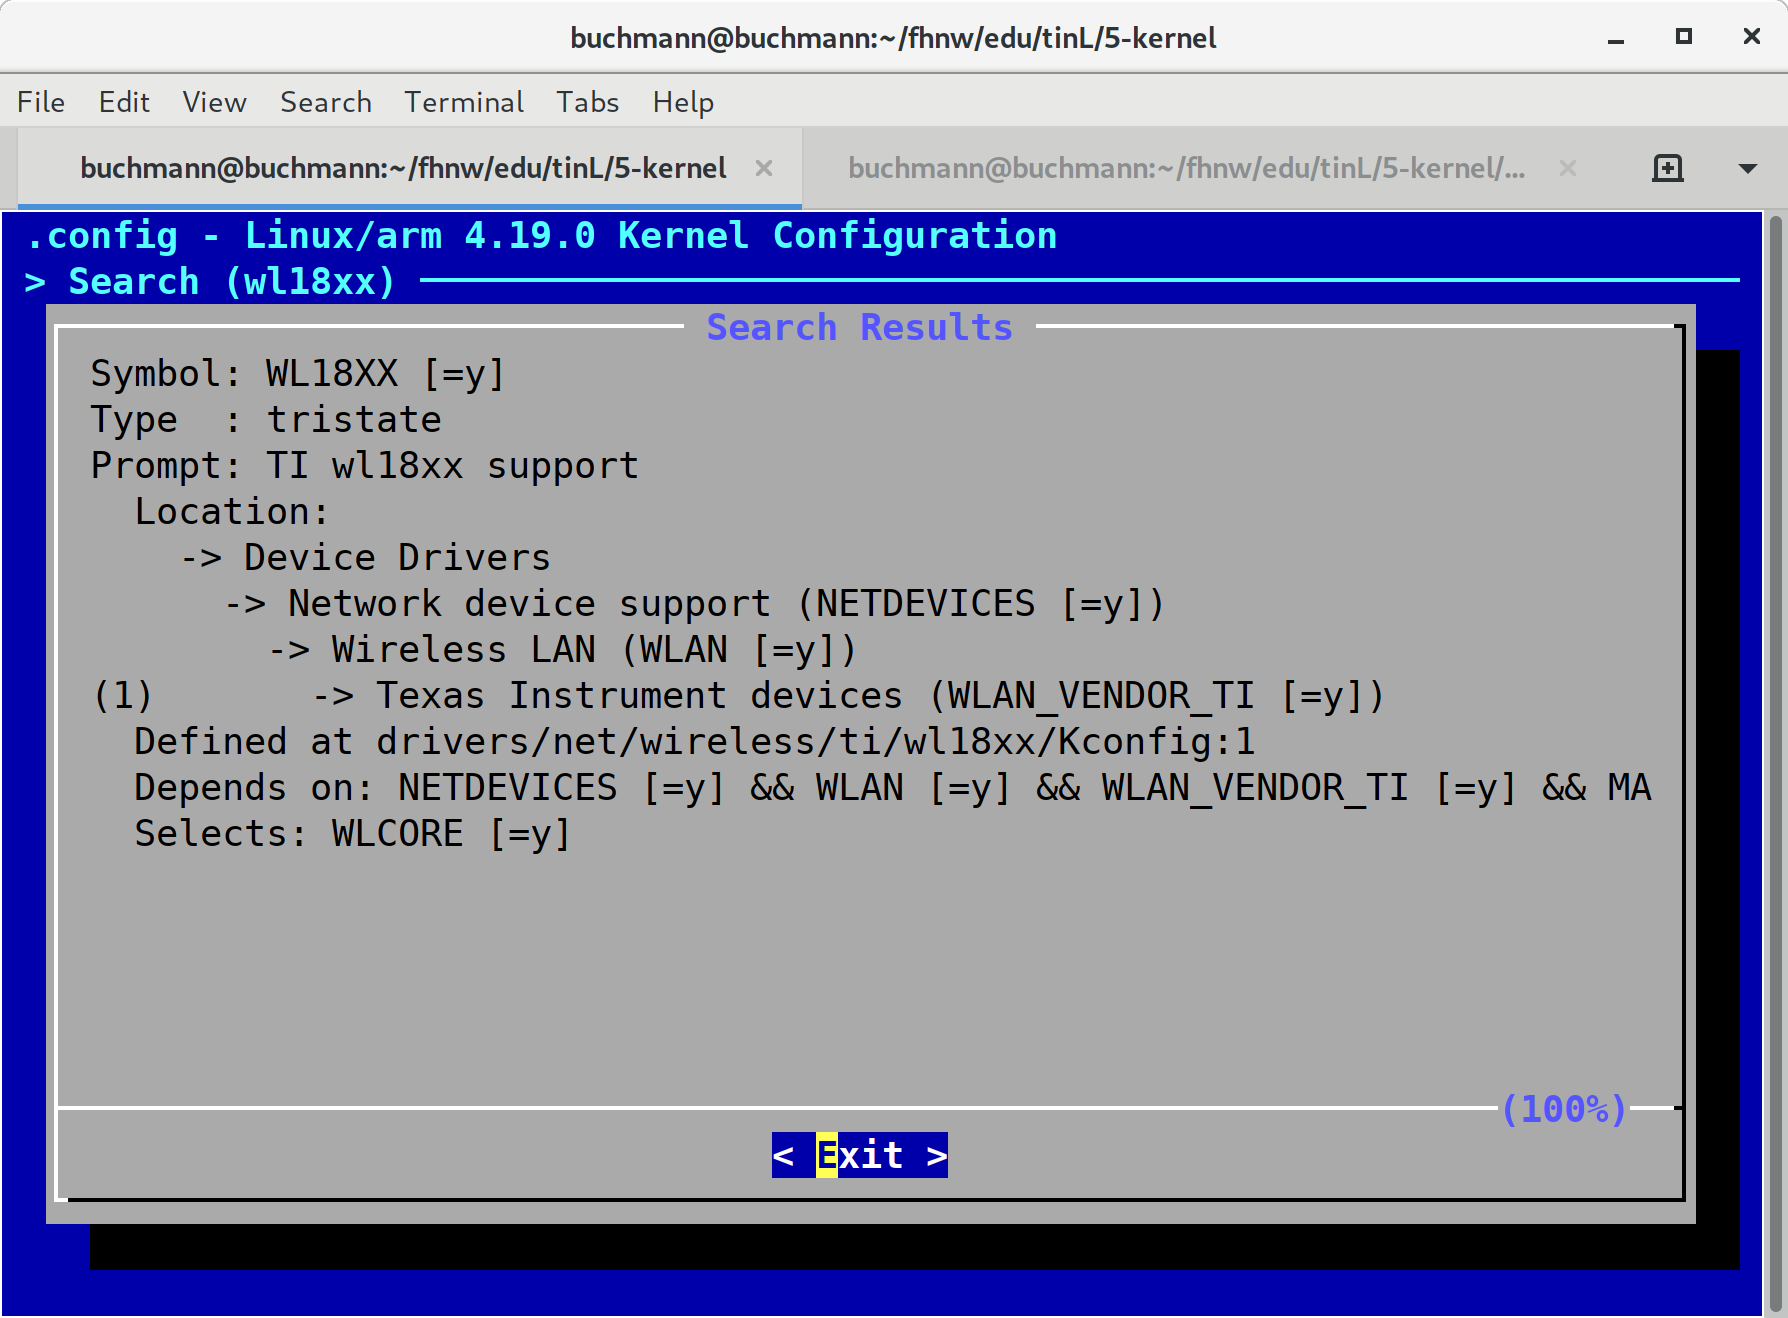 buchmann@buchmann:~/fhnw/edu/tinL/5-kernel
File Edit View Search Terminal Tabs Help
buchmann@buchmann:~/fhnw/edu/tinL/5-kernel × buchmann@buchmann:~/fhnw/edu/tinL/5-kernel/... ×
.config - Linux/arm 4.19.0 Kernel Configuration
> Search (wl18xx)
Search Results
Symbol: WL18XX [=y]
Type  : tristate
Prompt: TI wl18xx support
  Location:
    -> Device Drivers
      -> Network device support (NETDEVICES [=y])
        -> Wireless LAN (WLAN [=y])
(1)       -> Texas Instrument devices (WLAN_VENDOR_TI [=y])
  Defined at drivers/net/wireless/ti/wl18xx/Kconfig:1
  Depends on: NETDEVICES [=y] && WLAN [=y] && WLAN_VENDOR_TI [=y] && MA
  Selects: WLCORE [=y]
(100%)
< Exit >